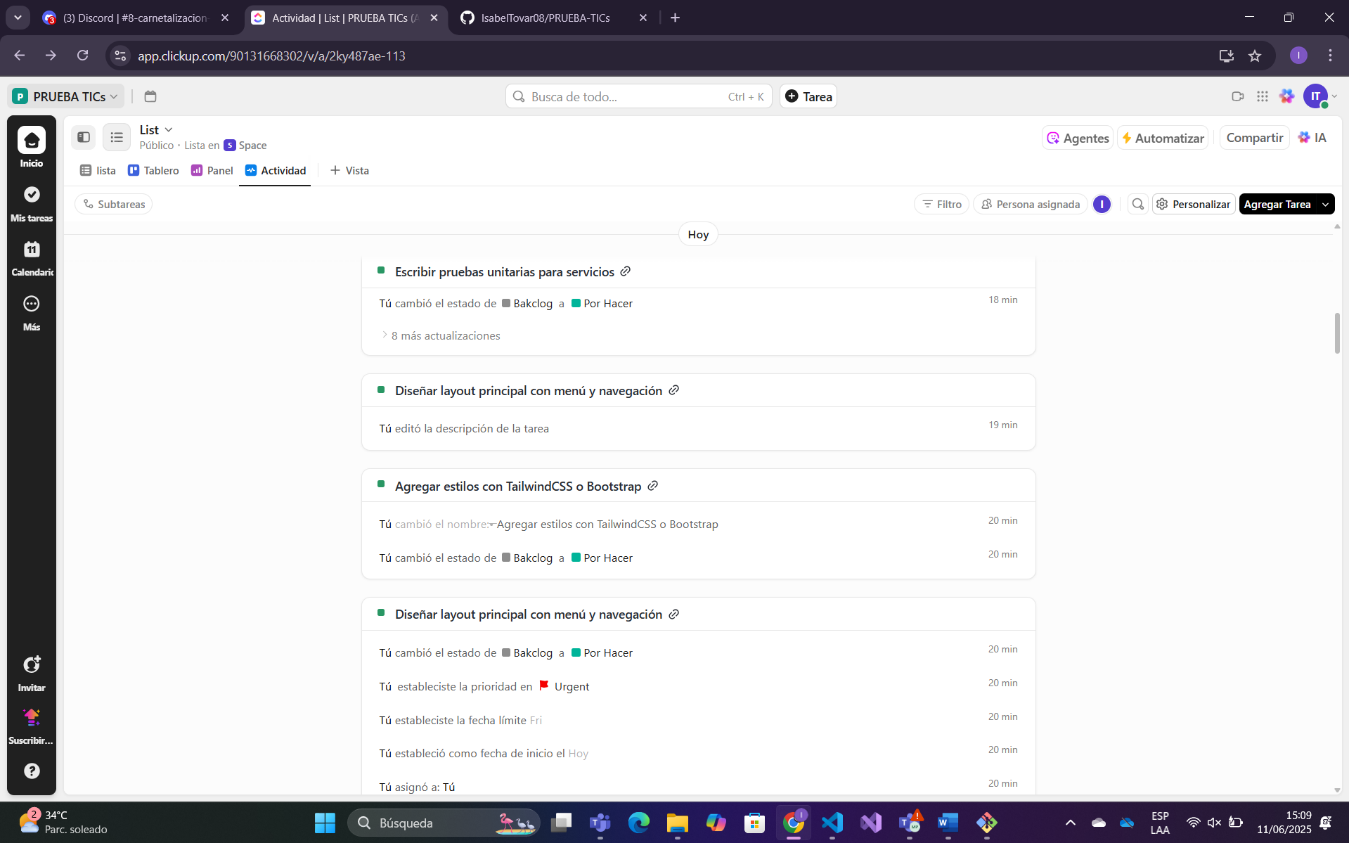 (3) Discord | #8-carnetalizacion
Actividad | List | PRUEBA TICs (A
IsabelTovar08/PRUEBA-TICs
app.clickup.com/90131668302/v/a/2ky487ae-113
I
P PRUEBA TICs
Busca de todo... Ctrl + K
Tarea
IT
Inicio
Mis tareas
11
Calendario
Más
Invitar
Suscribir...
List
Público · Lista en S Space
Agentes
Automatizar
Compartir
IA
lista Tablero Panel Actividad + Vista
Subtareas
Filtro Persona asignada I Personalizar Agregar Tarea
Hoy
Escribir pruebas unitarias para servicios
Tú cambió el estado de Bakclog a Por Hacer 18 min
8 más actualizaciones
Diseñar layout principal con menú y navegación
Tú editó la descripción de la tarea 19 min
Agregar estilos con TailwindCSS o Bootstrap
Tú cambió el nombre: Agregar estilos con TailwindCSS o Bootstrap 20 min
Tú cambió el estado de Bakclog a Por Hacer 20 min
Diseñar layout principal con menú y navegación
Tú cambió el estado de Bakclog a Por Hacer 20 min
Tú estableciste la prioridad en Urgent 20 min
Tú estableciste la fecha límite Fri 20 min
Tú estableció como fecha de inicio el Hoy 20 min
Tú asignó a: Tú 20 min
2
34°C
Parc. soleado
Búsqueda
ESP
LAA
15:09
11/06/2025